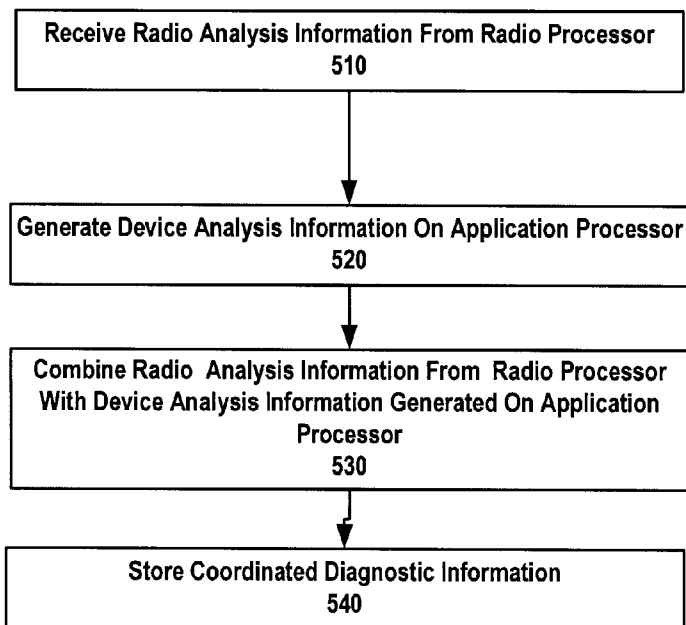 Receive Radio Analysis Information From Radio Processor
510
Generate Device Analysis Information On Application Processor
520
Combine Radio Analysis Information From Radio Processor
With Device Analysis Information Generated On Application
Processor
530
Store Coordinated Diagnostic Information
540